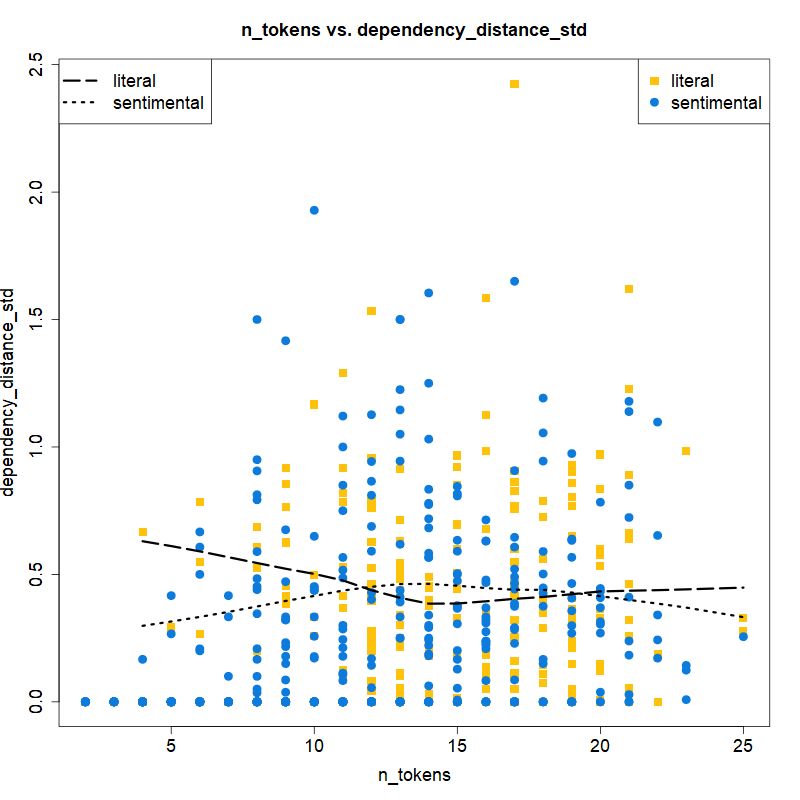 n_tokens vs. dependency_distance_std
literal
sentimental
literal
sentimental
dependency_distance_std
2.5
2.0
1.5
1.0
0.5
0.0
5 10 15 20 25
n_tokens